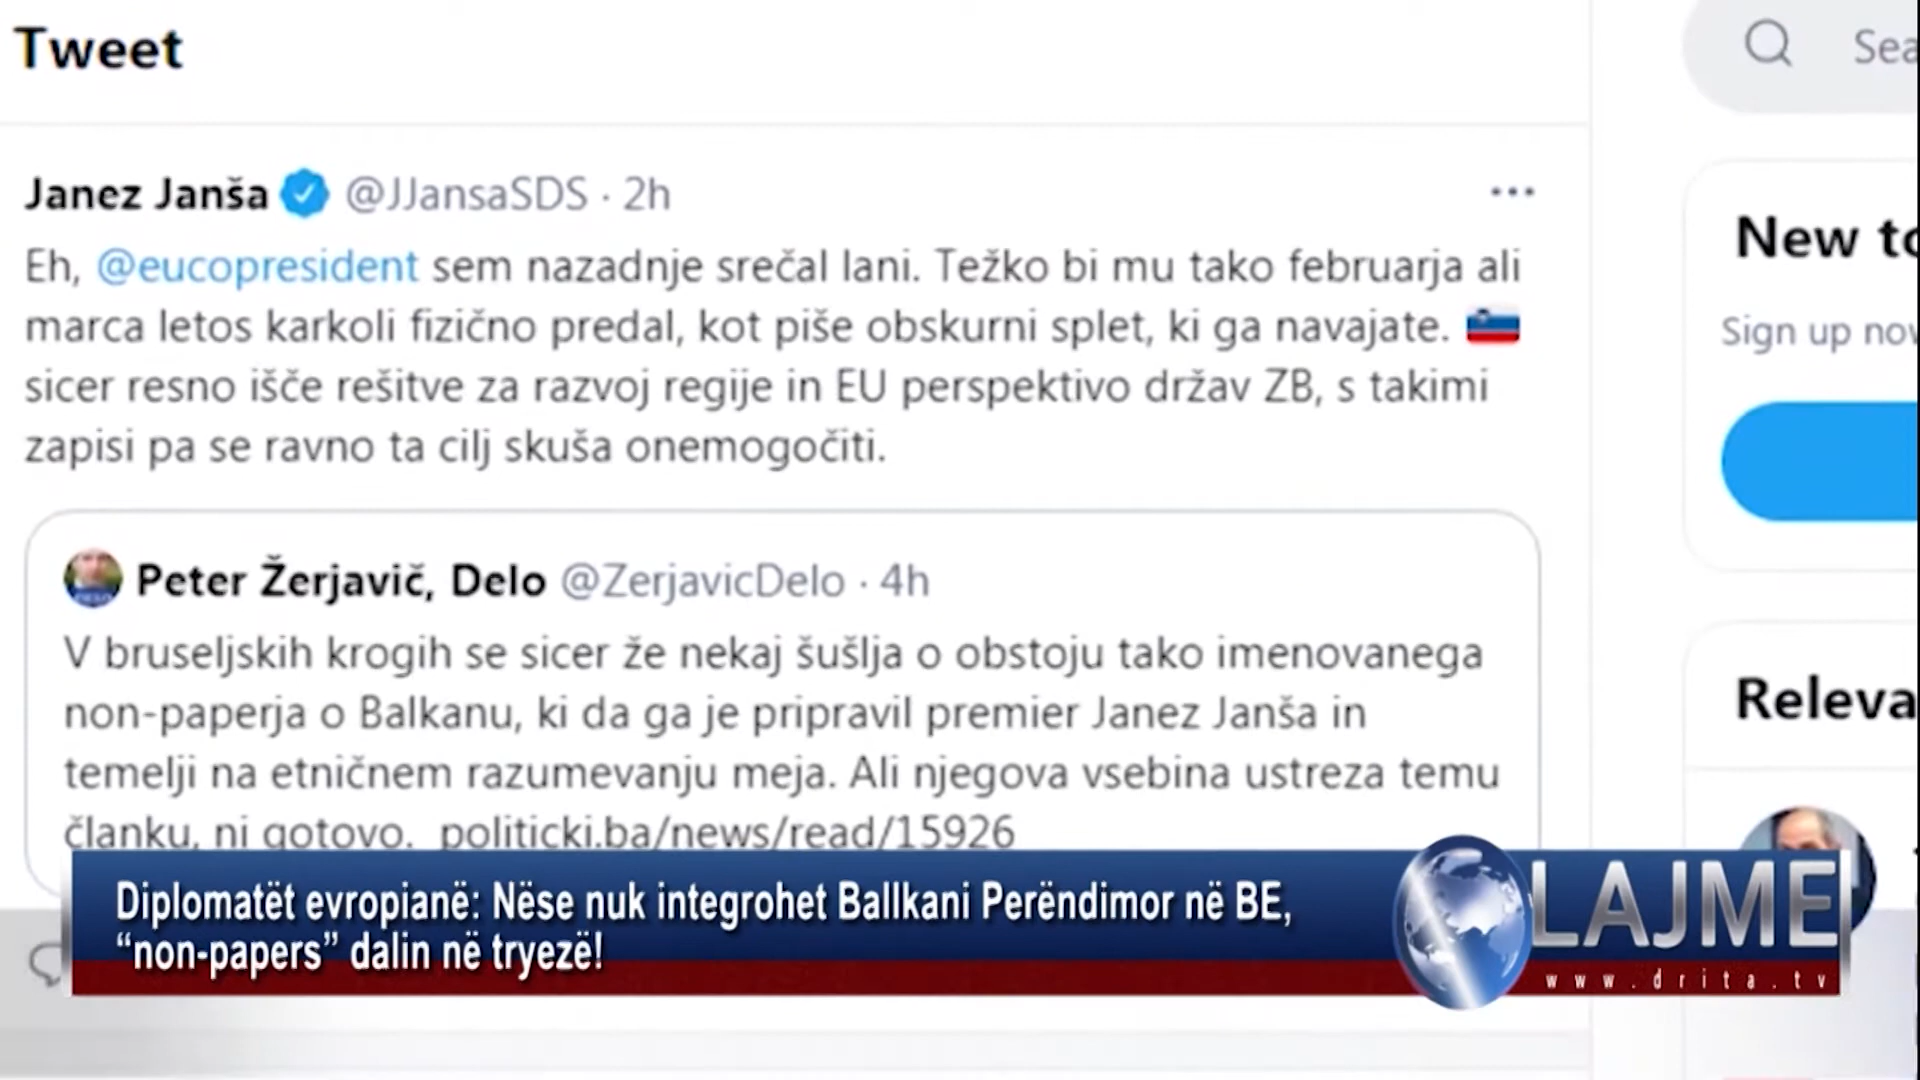 Tweet
Sea
Janez Janša @JJansaSDS · 2h
Eh, @eucopresident sem nazadnje srečal lani. Težko bi mu tako februarja ali
marca letos karkoli fizično predal, kot piše obskurni splet, ki ga navajate.
sicer resno išče rešitve za razvoj regije in EU perspektivo držav ZB, s takimi
zapisi pa se ravno ta cilj skuša onemogočiti.
New to
Sign up now
Peter Žerjavič, Delo @ZerjavicDelo · 4h
V bruseljskih krogih se sicer že nekaj šušlja o obstoju tako imenovanega
non-paperja o Balkanu, ki da ga je pripravil premier Janez Janša in
temelji na etničnem razumevanju meja. Ali njegova vsebina ustreza temu
članku, ni gotovo. politicki.ba/news/read/15926
Releva
Diplomatët evropianë: Nëse nuk integrohet Ballkani Perëndimor në BE,
“non-papers” dalin në tryezë!
LAJME
www.drita.tv